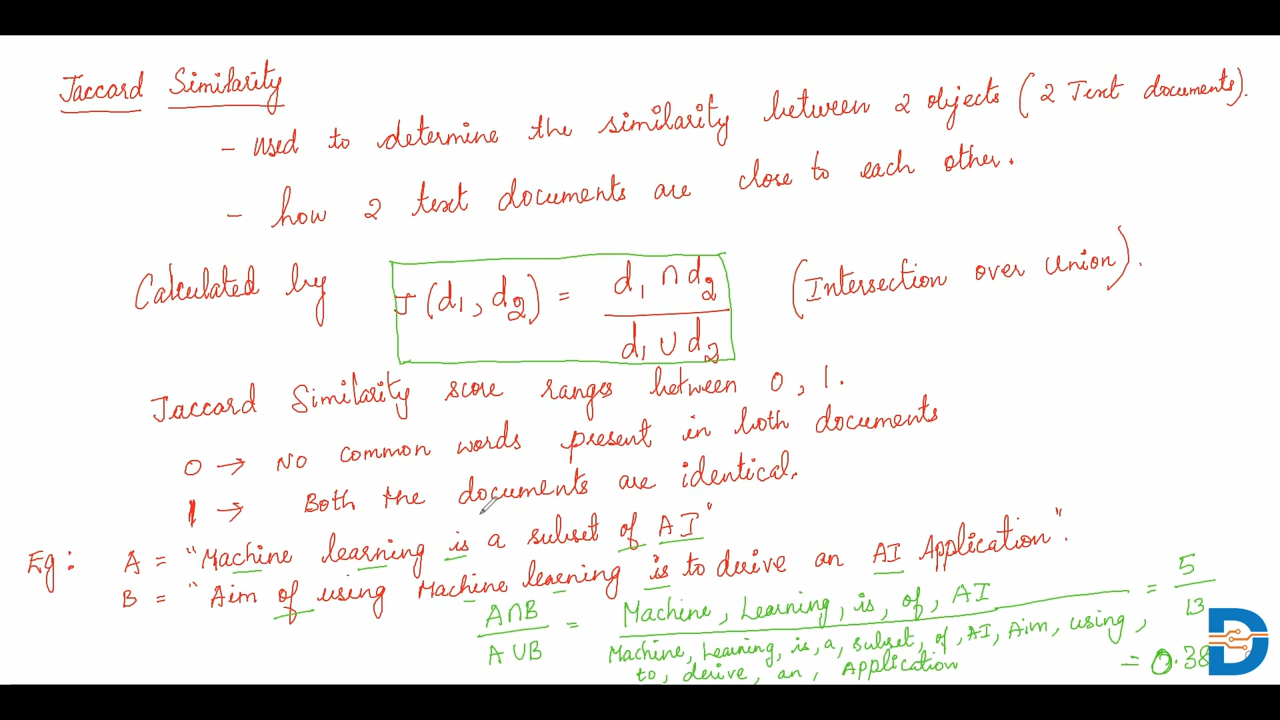 Jaccard Similarity
- used to determine the similarity between 2 objects (2 Text documents).
- how 2 text documents are close to each other.
Calculated by J(d1, d2) = d1 ∩ d2 / d1 ∪ d2 (Intersection over Union).
Jaccard Similarity score ranges between 0, 1.
0 → No common words present in both documents
1 → Both the documents are identical.
Eg: A = "Machine learning is a subset of AI"
B = "Aim of using Machine learning is to derive an AI Application"
A∩B / A∪B = Machine, Learning, is, of, AI / Machine, Learning, is, a, subset, of, AI, Aim, using, to, derive, an, Application = 5 / 13
= 0.38